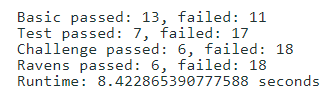 Basic passed: 13, failed: 11
Test passed: 7, failed: 17
Challenge passed: 6, failed: 18
Ravens passed: 6, failed: 18
Runtime: 8.422865390777588 seconds